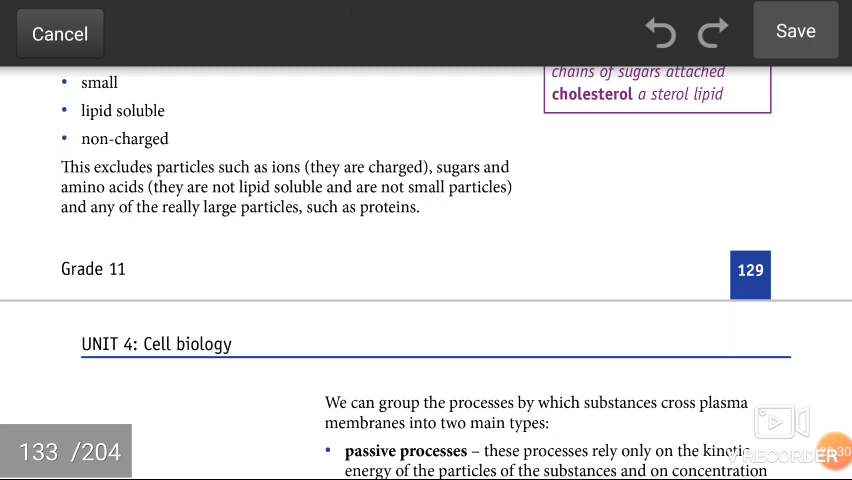 Cancel
Save
chains of sugars attached
cholesterol a sterol lipid
• small
• lipid soluble
• non-charged
This excludes particles such as ions (they are charged), sugars and
amino acids (they are not lipid soluble and are not small particles)
and any of the really large particles, such as proteins.
Grade 11
129
UNIT 4: Cell biology
We can group the processes by which substances cross plasma
membranes into two main types:
• passive processes – these processes rely only on the kinetic
energy of the particles of the substances and on concentration
133 /204
V RECORDER